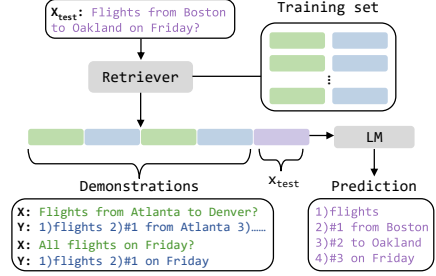 X_test: Flights from Boston
to Oakland on Friday?
Training set
Retriever
⋮
LM
Demonstrations
x_test
Prediction
X: Flights from Atlanta to Denver?
Y: 1)flights 2)#1 from Atlanta 3)……
X: All flights on Friday?
Y: 1)flights 2)#1 on Friday
1)flights
2)#1 from Boston
3)#2 to Oakland
4)#3 on Friday